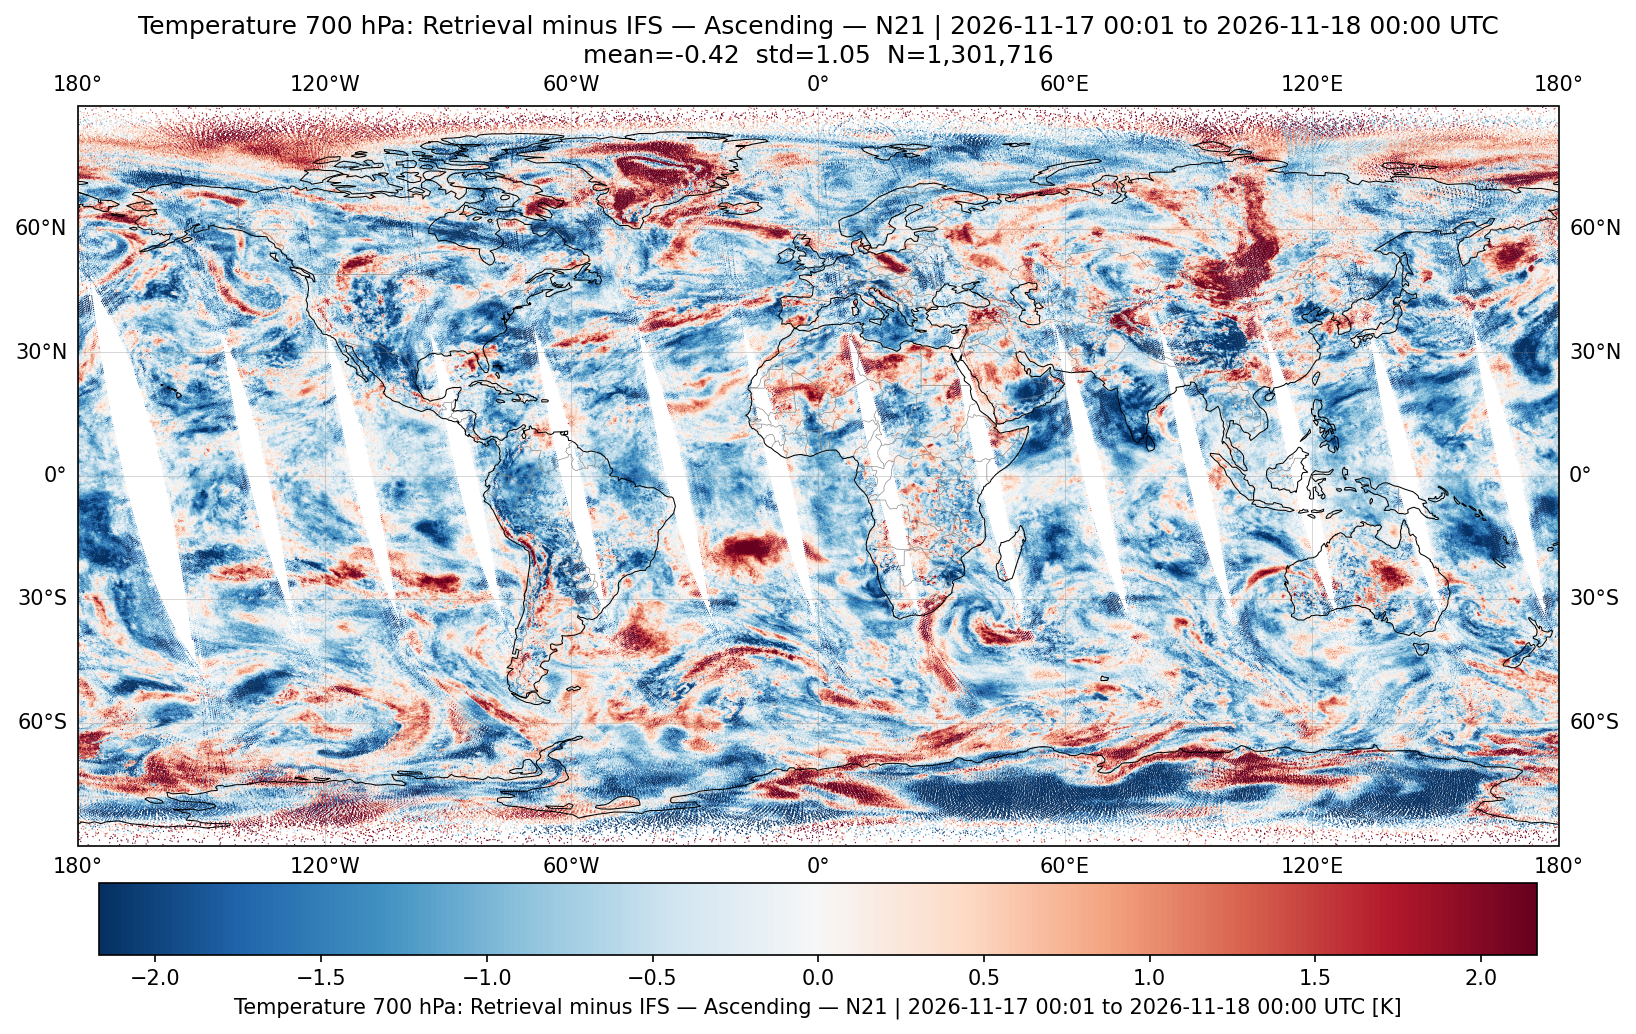 Temperature 700 hPa: Retrieval minus IFS — Ascending — N21 | 2026-11-17 00:01 to 2026-11-18 00:00 UTC
mean=-0.42  std=1.05  N=1,301,716
180° 120°W 60°W 0° 60°E 120°E 180°
60°N 60°N
30°N 30°N
0° 0°
30°S 30°S
60°S 60°S
180° 120°W 60°W 0° 60°E 120°E 180°
−2.0 −1.5 −1.0 −0.5 0.0 0.5 1.0 1.5 2.0
Temperature 700 hPa: Retrieval minus IFS — Ascending — N21 | 2026-11-17 00:01 to 2026-11-18 00:00 UTC [K]